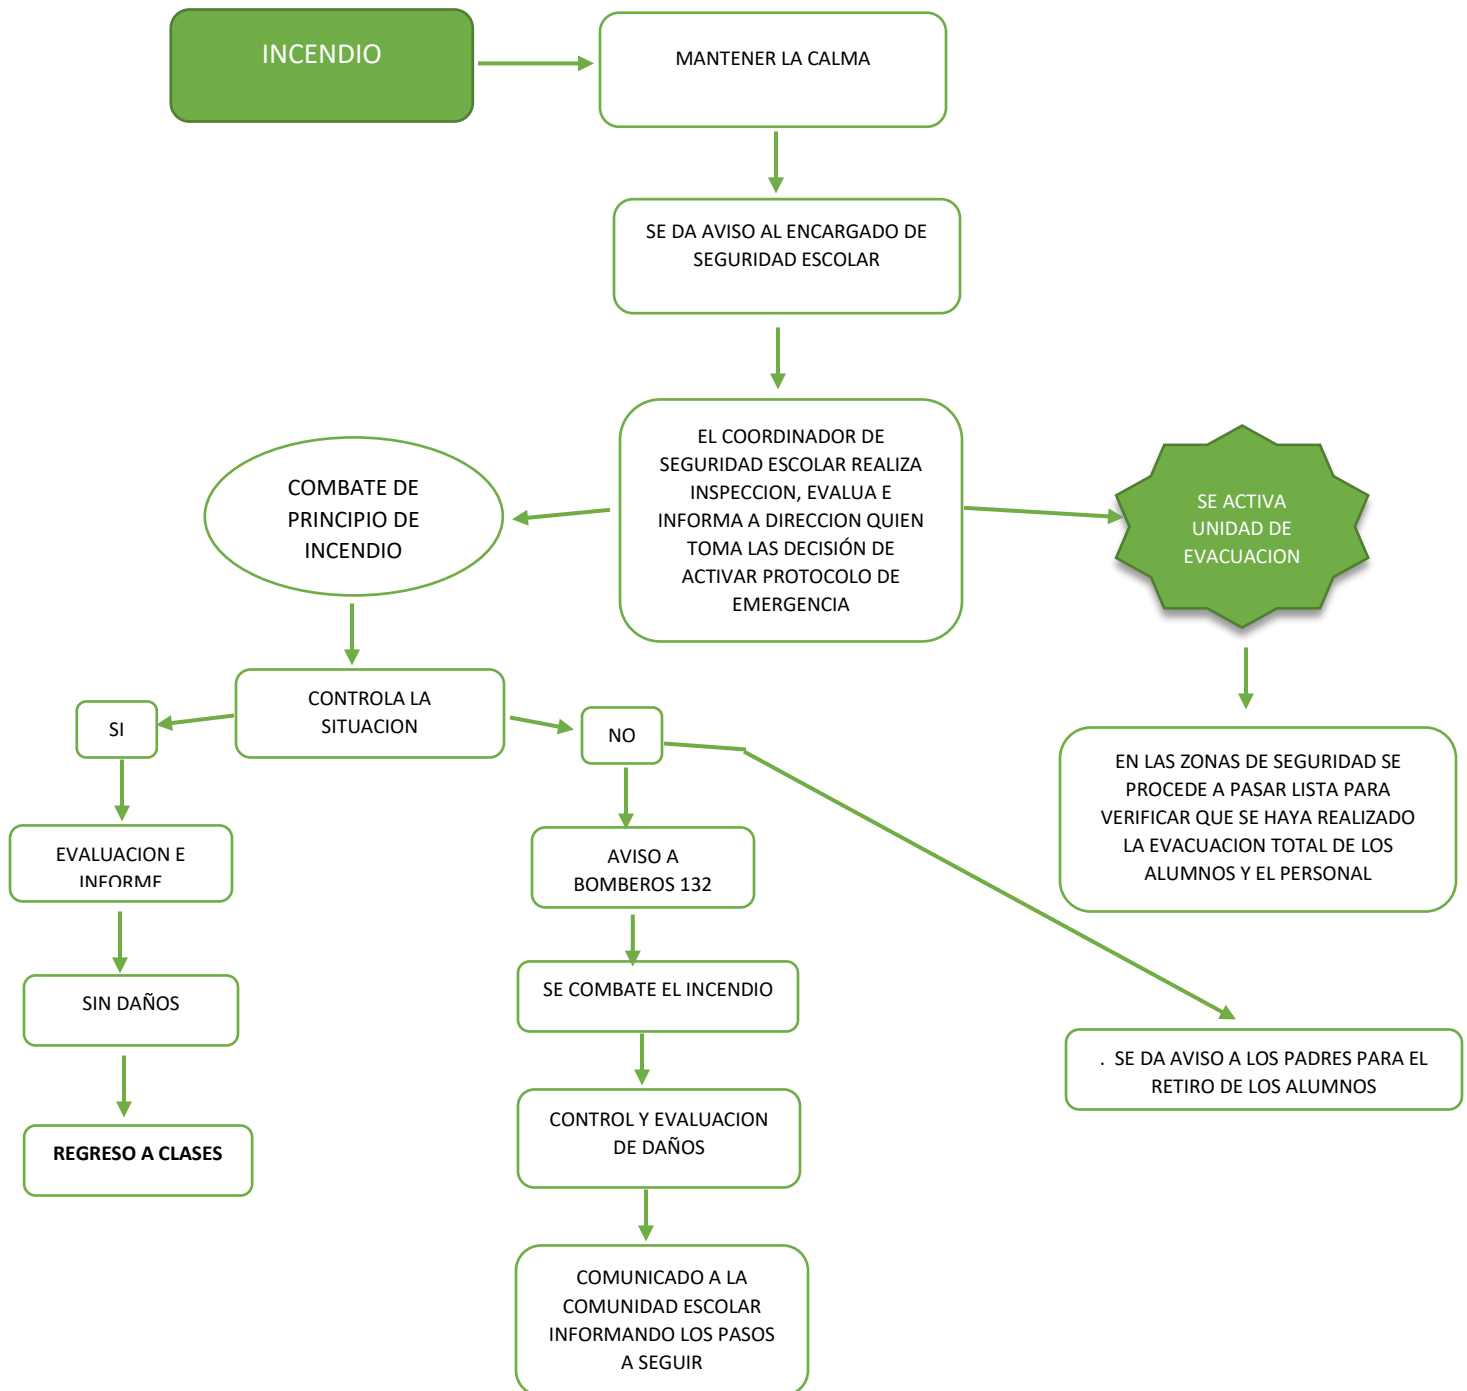 INCENDIO
MANTENER LA CALMA
SE DA AVISO AL ENCARGADO DE
SEGURIDAD ESCOLAR
EL COORDINADOR DE
SEGURIDAD ESCOLAR REALIZA
INSPECCION, EVALUA E
INFORMA A DIRECCION QUIEN
TOMA LAS DECISIÓN DE
ACTIVAR PROTOCOLO DE
EMERGENCIA
COMBATE DE
PRINCIPIO DE
INCENDIO
SE ACTIVA
UNIDAD DE
EVACUACION
CONTROLA LA
SITUACION
SI
NO
EN LAS ZONAS DE SEGURIDAD SE
PROCEDE A PASAR LISTA PARA
VERIFICAR QUE SE HAYA REALIZADO
LA EVACUACION TOTAL DE LOS
ALUMNOS Y EL PERSONAL
EVALUACION E
INFORME
AVISO A
BOMBEROS 132
SIN DAÑOS
SE COMBATE EL INCENDIO
. SE DA AVISO A LOS PADRES PARA EL
RETIRO DE LOS ALUMNOS
REGRESO A CLASES
CONTROL Y EVALUACION
DE DAÑOS
COMUNICADO A LA
COMUNIDAD ESCOLAR
INFORMANDO LOS PASOS
A SEGUIR